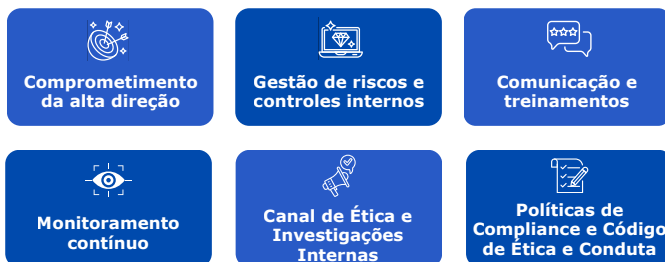 Comprometimento
da alta direção
Gestão de riscos e
controles internos
Comunicação e
treinamentos
Monitoramento
contínuo
Canal de Ética e
Investigações
Internas
Políticas de
Compliance e Código
de Ética e Conduta